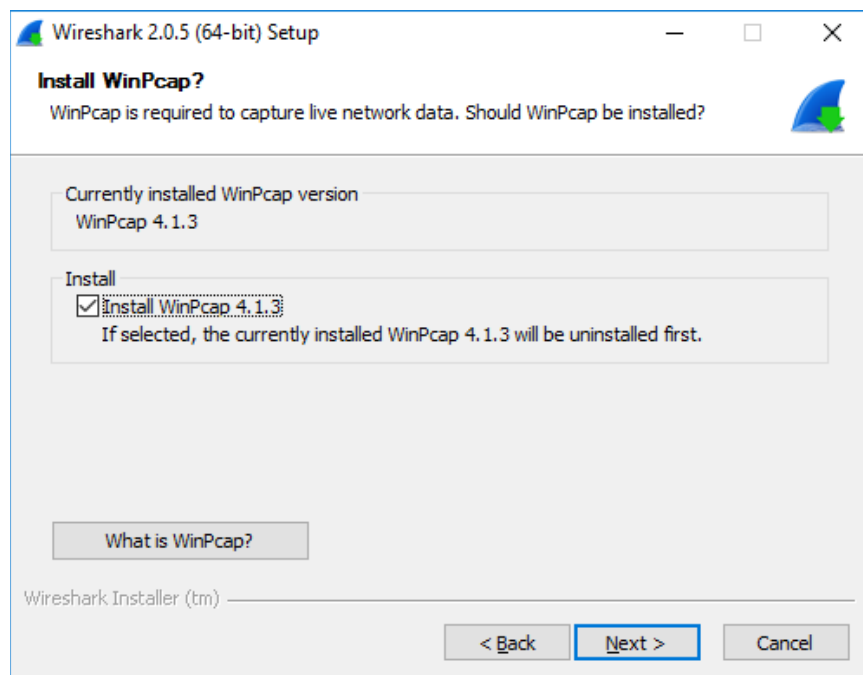 Wireshark 2.0.5 (64-bit) Setup
Install WinPcap?
WinPcap is required to capture live network data. Should WinPcap be installed?
Currently installed WinPcap version
WinPcap 4.1.3
Install
Install WinPcap 4.1.3
If selected, the currently installed WinPcap 4.1.3 will be uninstalled first.
What is WinPcap?
Wireshark Installer (tm)
< Back Next > Cancel